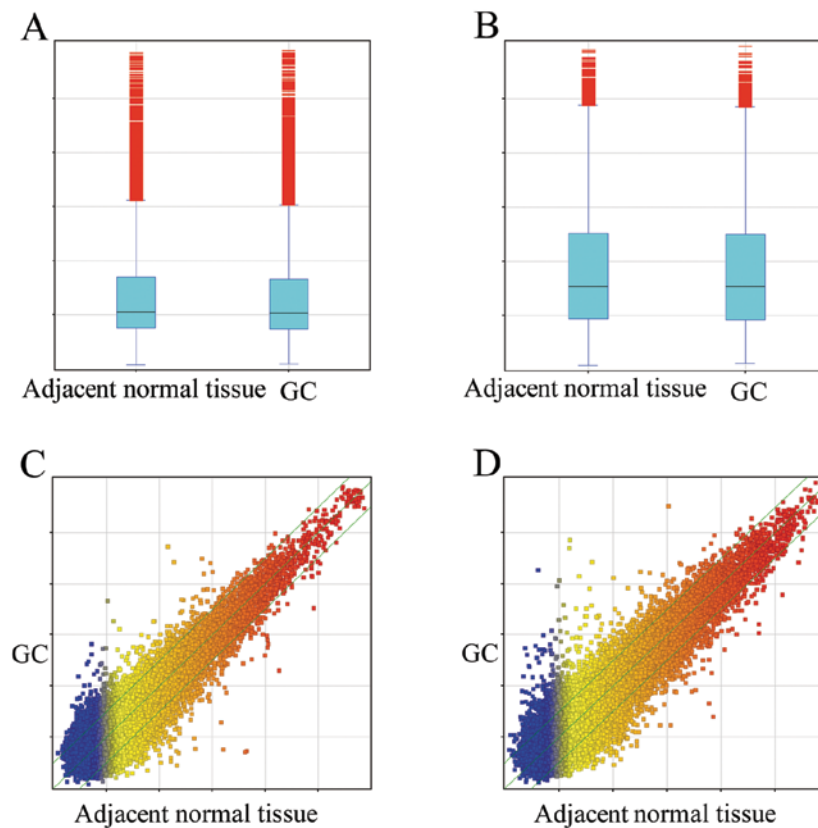 A
B
Adjacent normal tissue GC
Adjacent normal tissue GC
C
D
GC
GC
Adjacent normal tissue
Adjacent normal tissue